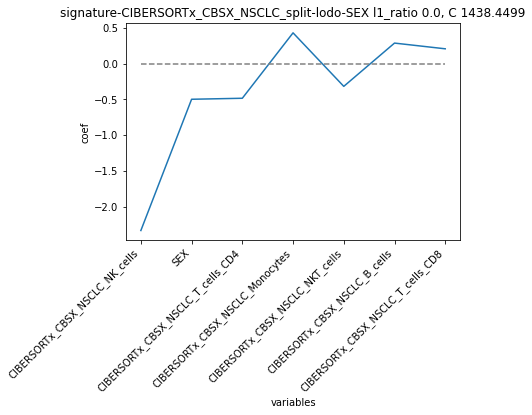 signature-CIBERSORTx_CBSX_NSCLC_split-lodo-SEX l1_ratio 0.0, C 1438.4499
0.5
0.0
−0.5
−1.0
−1.5
−2.0
coef
CIBERSORTx_CBSX_NSCLC_NK_cells
SEX
CIBERSORTx_CBSX_NSCLC_T_cells_CD4
CIBERSORTx_CBSX_NSCLC_Monocytes
CIBERSORTx_CBSX_NSCLC_NKT_cells
CIBERSORTx_CBSX_NSCLC_B_cells
CIBERSORTx_CBSX_NSCLC_T_cells_CD8
variables